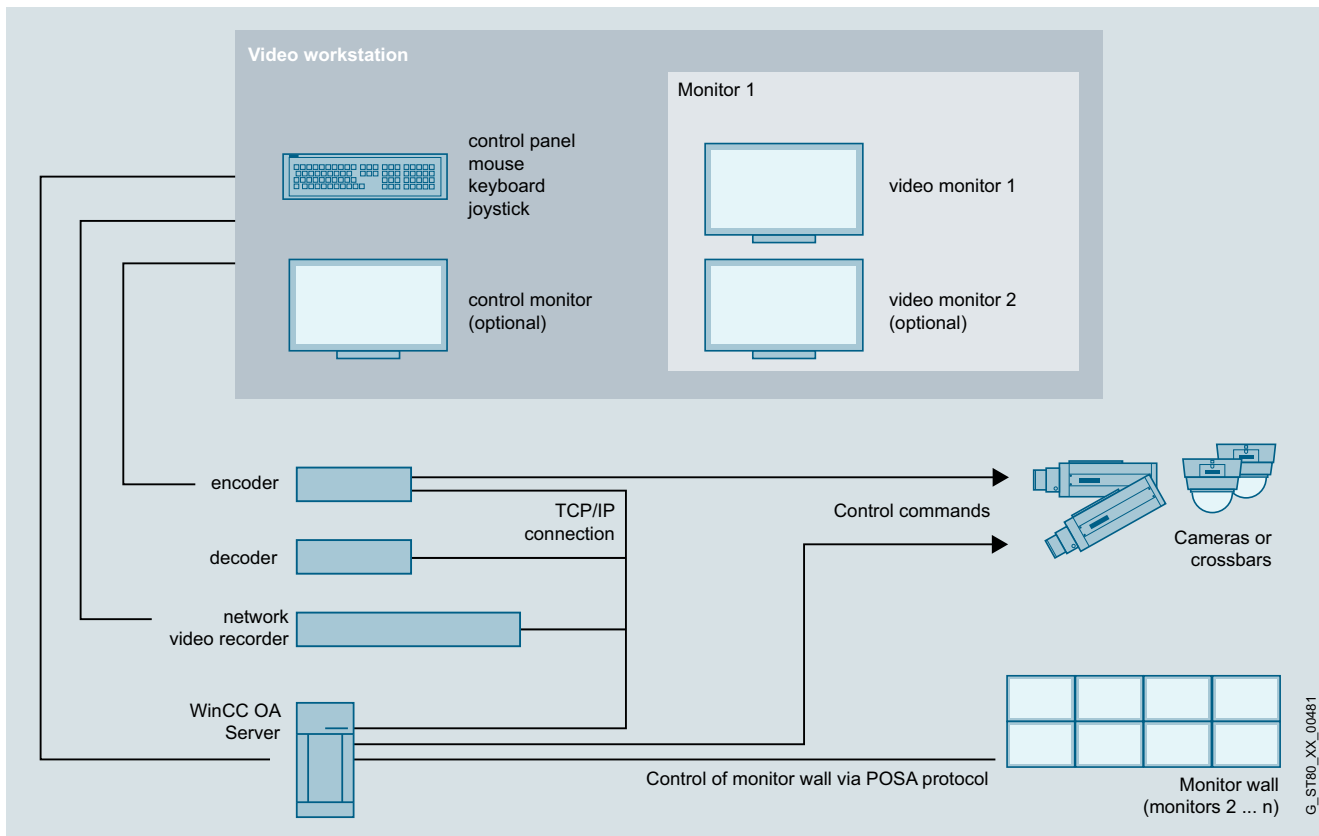 Video workstation
Monitor 1
control panel
mouse
keyboard
joystick
video monitor 1
control monitor
(optional)
video monitor 2
(optional)
encoder
TCP/IP
connection
Control commands
decoder
Cameras or
crossbars
network
video recorder
WinCC OA
Server
Control of monitor wall via POSA protocol
Monitor wall
(monitors 2 ... n)
G_ST80_XX_00481